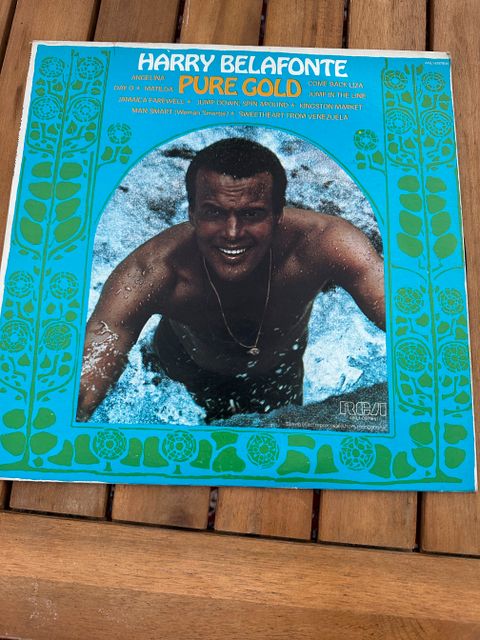 HARRY BELAFONTE
PURE GOLD
ANGELINA
DAY O ★ MATILDA
COME BACK LIZA
JUMP IN THE LINE
JAMAICA FAREWELL ★ JUMP DOWN, SPIN AROUND ★ KINGSTON MARKET
MAN SMART (Woman Smarter) ★ SWEETHEART FROM VENEZUELA
RCA